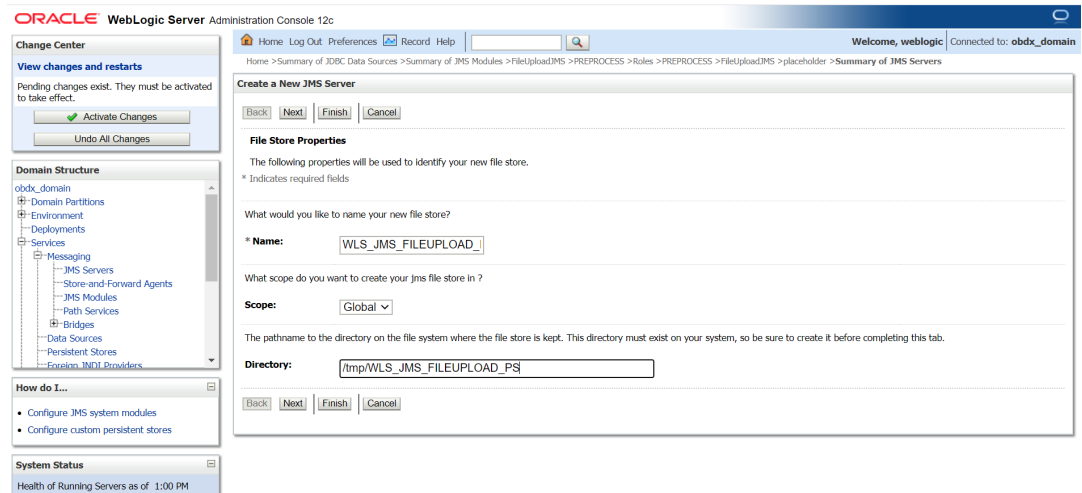 ORACLE WebLogic Server Administration Console 12c
Change Center
View changes and restarts
Pending changes exist. They must be activated
to take effect.
Activate Changes
Undo All Changes
Domain Structure
obdx_domain
Domain Partitions
Environment
Deployments
Services
Messaging
JMS Servers
Store-and-Forward Agents
JMS Modules
Path Services
Bridges
Data Sources
Persistent Stores
Foreign JNDI Providers
How do I...
Configure JMS system modules
Configure custom persistent stores
System Status
Health of Running Servers as of 1:00 PM
Home Log Out Preferences Record Help
Welcome, weblogic Connected to: obdx_domain
Home >Summary of JDBC Data Sources >Summary of JMS Modules >FileUploadJMS >PREPROCESS >Roles >PREPROCESS >FileUploadJMS >placeholder >Summary of JMS Servers
Create a New JMS Server
Back Next Finish Cancel
File Store Properties
The following properties will be used to identify your new file store.
* Indicates required fields
What would you like to name your new file store?
* Name: WLS_JMS_FILEUPLOAD_
What scope do you want to create your jms file store in ?
Scope: Global
The pathname to the directory on the file system where the file store is kept. This directory must exist on your system, so be sure to create it before completing this tab.
Directory: /tmp/WLS_JMS_FILEUPLOAD_PS
Back Next Finish Cancel